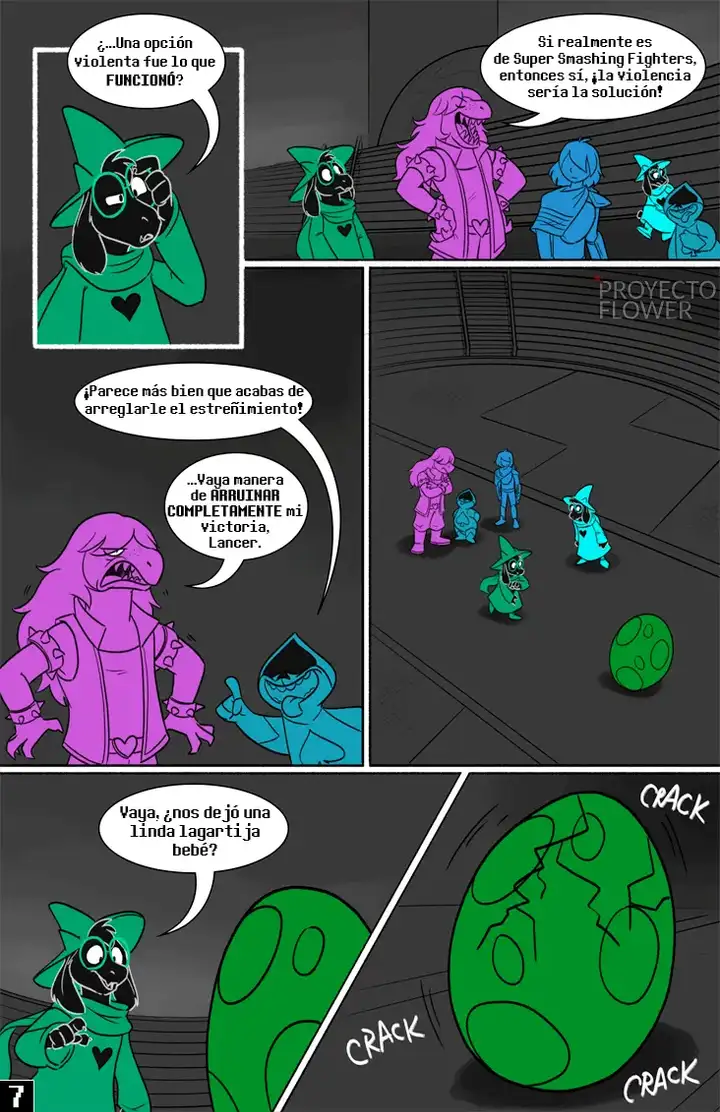 ¿...Una opción
violenta fue lo que
FUNCIONÓ?
Si realmente es
de Super Smashing Fighters,
entonces sí, ¡la violencia
sería la solución!
PROYECTO
FLOWER
¡Parece más bien que acabas de
arreglarle el estreñimiento!
...Vaya manera
de ARRUINAR
COMPLETAMENTE mi
victoria,
Lancer.
Vaya, ¿nos dejó una
linda lagartija
bebé?
CRACK
CRACK
CRACK
CRACK
7